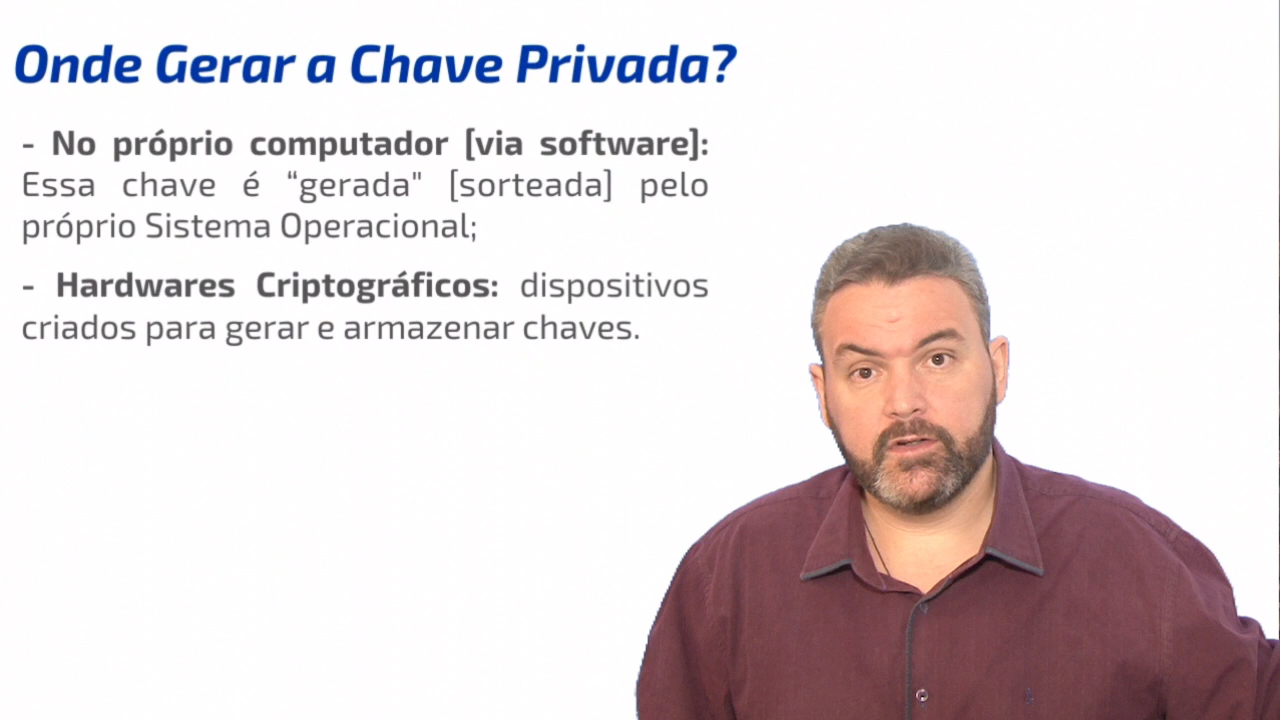 Onde Gerar a Chave Privada?
- No próprio computador [via software]:
Essa chave é “gerada" [sorteada] pelo
próprio Sistema Operacional;
- Hardwares Criptográficos: dispositivos
criados para gerar e armazenar chaves.